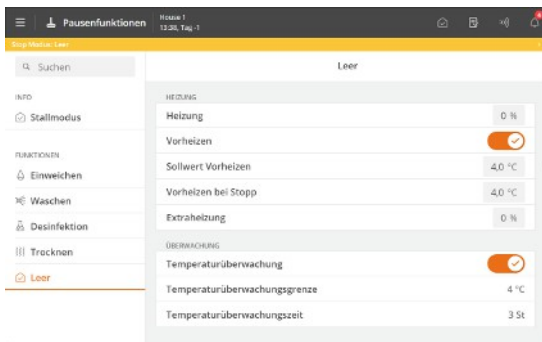 Pausenfunktionen
House 1
13:38, Tag -1
Stop Modus: Leer
Suchen
INFO
Stallmodus
FUNKTIONEN
Einweichen
Waschen
Desinfektion
Trocknen
Leer
Leer
HEIZUNG
Heizung 0 %
Vorheizen
Sollwert Vorheizen 4,0 °C
Vorheizen bei Stopp 4,0 °C
Extraheizung 0 %
ÜBERWACHUNG
Temperaturüberwachung
Temperaturüberwachungsgrenze 4 °C
Temperaturüberwachungszeit 3 St